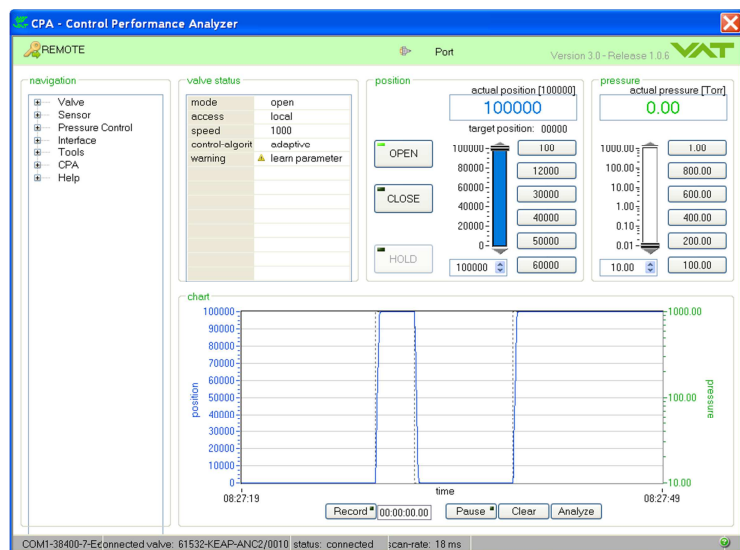 CPA - Control Performance Analyzer
REMOTE
Port
Version 3.0 - Release 1.0.6
VAT
navigation
Valve
Sensor
Pressure Control
Interface
Tools
CPA
Help
valve status
mode open
access local
speed 1000
control-algorit adaptive
warning learn parameter
position
actual position [100000]
100000
target position: 00000
OPEN
CLOSE
HOLD
100000
80000
60000
40000
20000
0
100000
100
12000
30000
40000
50000
60000
pressure
actual pressure [Torr]
0.00
1000.00
100.00
10.00
1.00
0.10
0.01
10.00
1.00
800.00
600.00
400.00
200.00
100.00
chart
100000
90000
80000
70000
60000
50000
40000
30000
20000
10000
0
position
1000.00
100.00
10.00
pressure
08:27:19
time
08:27:49
Record 00:00:00.00 Pause Clear Analyze
COM1-38400-7-E connected valve: 61532-KEAP-ANC2/0010 status: connected scan-rate: 18 ms